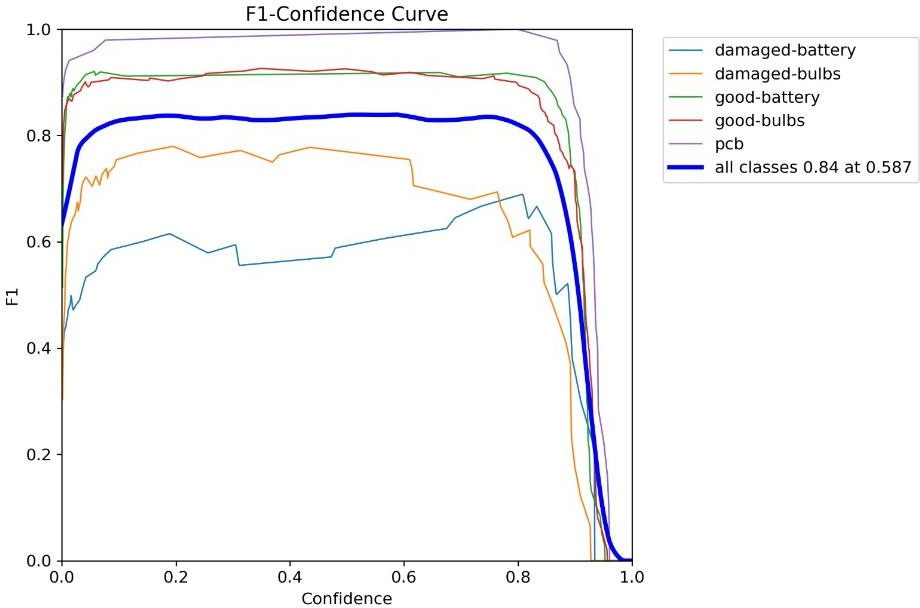 F1-Confidence Curve
1.0
0.8
0.6
0.4
0.2
0.0
F1
0.0 0.2 0.4 0.6 0.8 1.0
Confidence
damaged-battery
damaged-bulbs
good-battery
good-bulbs
pcb
all classes 0.84 at 0.587